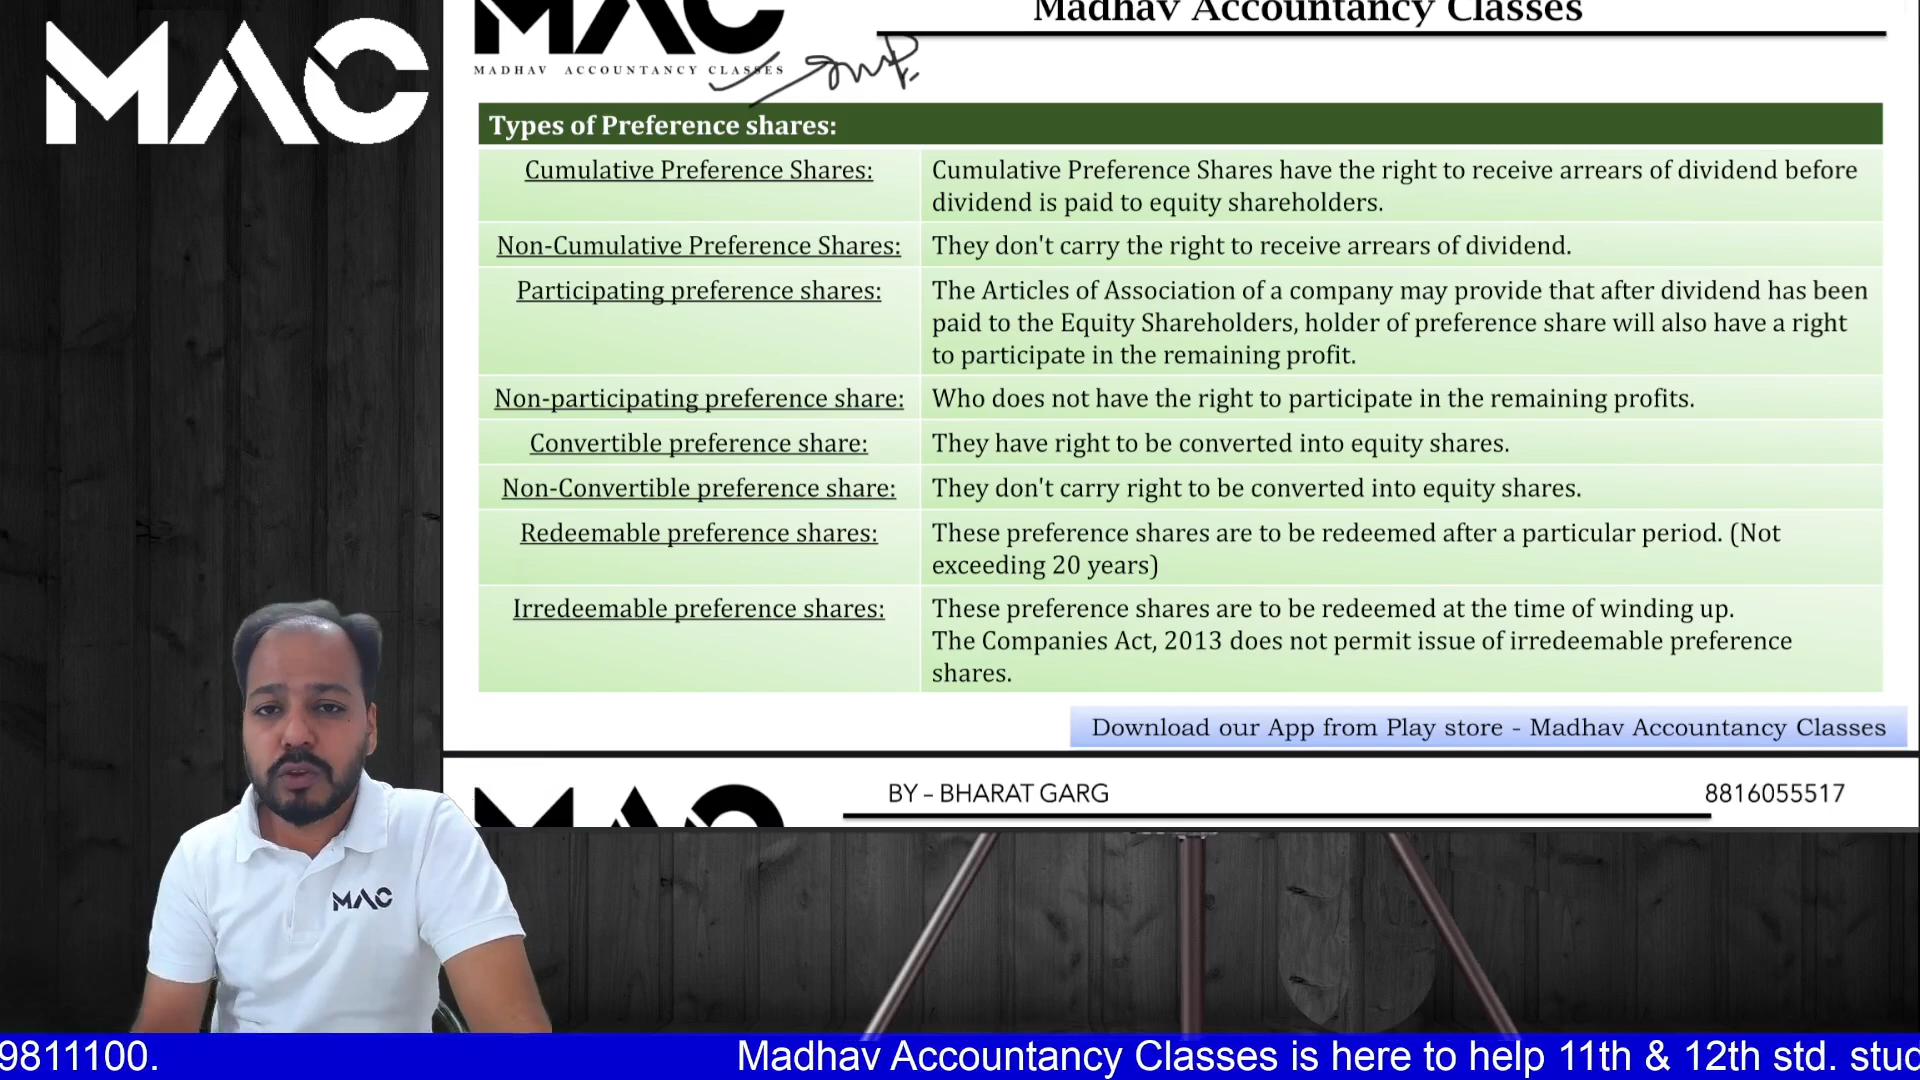 MAC
MAC
Madhav Accountancy Classes
MADHAV ACCOUNTANCY CLASSES
Imp.
Types of Preference shares:
Cumulative Preference Shares:
Cumulative Preference Shares have the right to receive arrears of dividend before
dividend is paid to equity shareholders.
Non-Cumulative Preference Shares:
They don't carry the right to receive arrears of dividend.
Participating preference shares:
The Articles of Association of a company may provide that after dividend has been
paid to the Equity Shareholders, holder of preference share will also have a right
to participate in the remaining profit.
Non-participating preference share:
Who does not have the right to participate in the remaining profits.
Convertible preference share:
They have right to be converted into equity shares.
Non-Convertible preference share:
They don't carry right to be converted into equity shares.
Redeemable preference shares:
These preference shares are to be redeemed after a particular period. (Not
exceeding 20 years)
Irredeemable preference shares:
These preference shares are to be redeemed at the time of winding up.
The Companies Act, 2013 does not permit issue of irredeemable preference
shares.
Download our App from Play store - Madhav Accountancy Classes
MAC
BY – BHARAT GARG
8816055517
MAC
9811100.
Madhav Accountancy Classes is here to help 11th & 12th std. stud